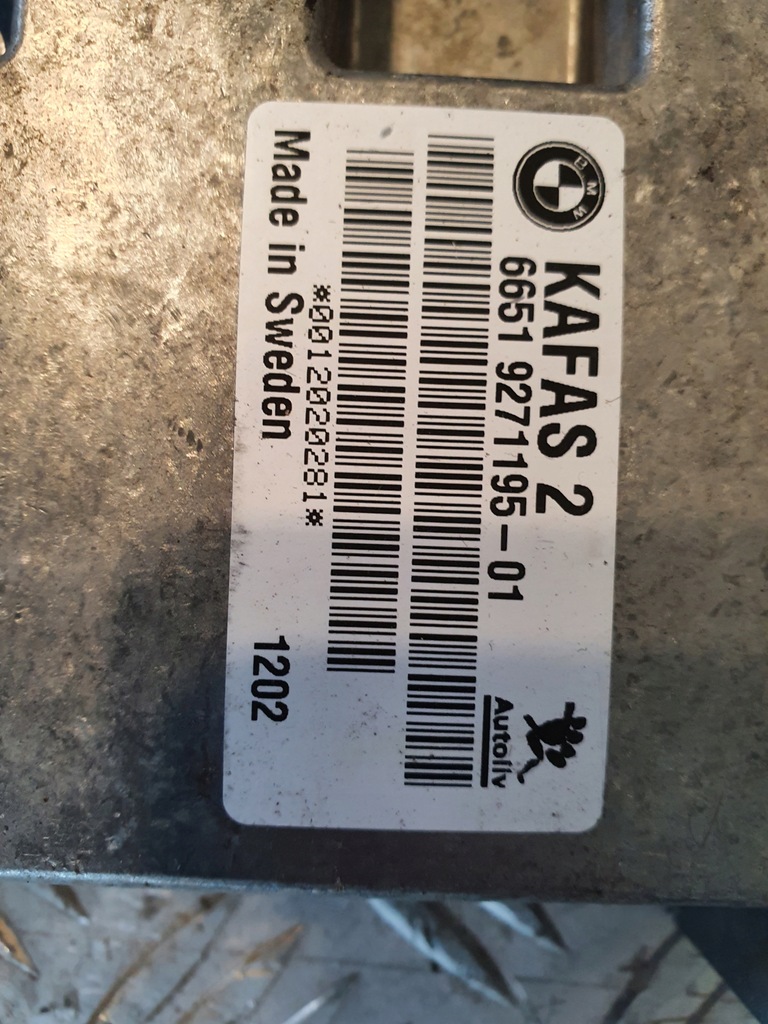 BMW
KAFAS 2
6651 9271195-01
Autoliv
*0012020281*
Made in Sweden
1202